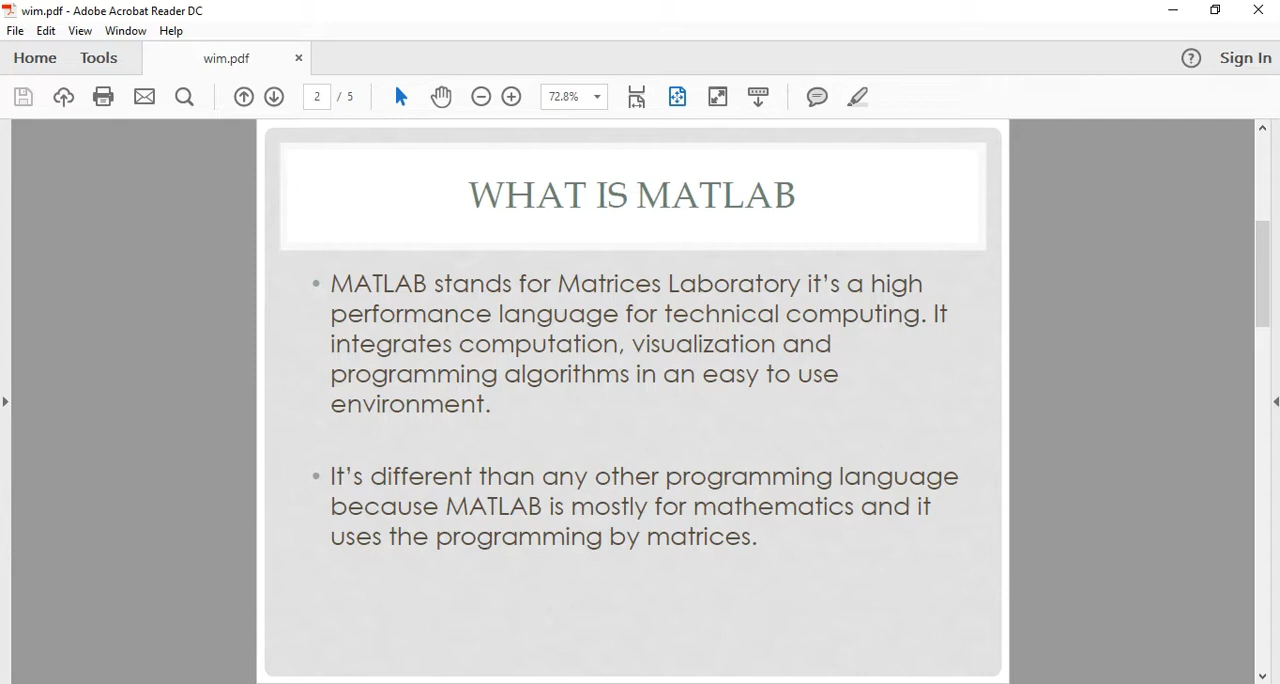 wim.pdf - Adobe Acrobat Reader DC
File Edit View Window Help
Home Tools wim.pdf × ? Sign In
2 / 5 72.8%
WHAT IS MATLAB
• MATLAB stands for Matrices Laboratory it's a high
performance language for technical computing. It
integrates computation, visualization and
programming algorithms in an easy to use
environment.
• It's different than any other programming language
because MATLAB is mostly for mathematics and it
uses the programming by matrices.